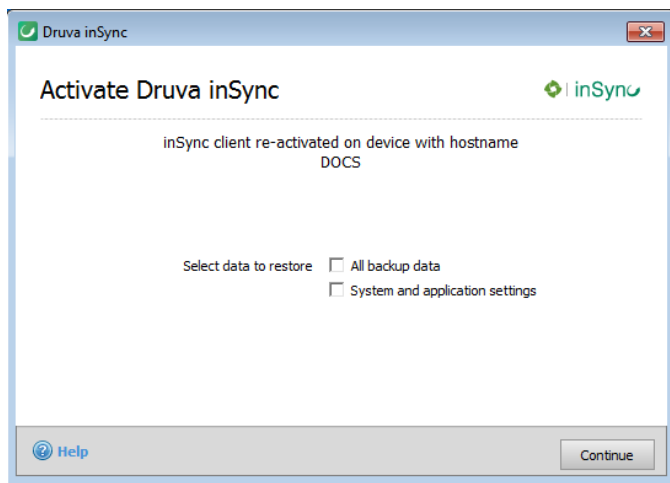 Druva inSync
Activate Druva inSync
inSync
inSync client re-activated on device with hostname
DOCS
Select data to restore All backup data
System and application settings
Help
Continue